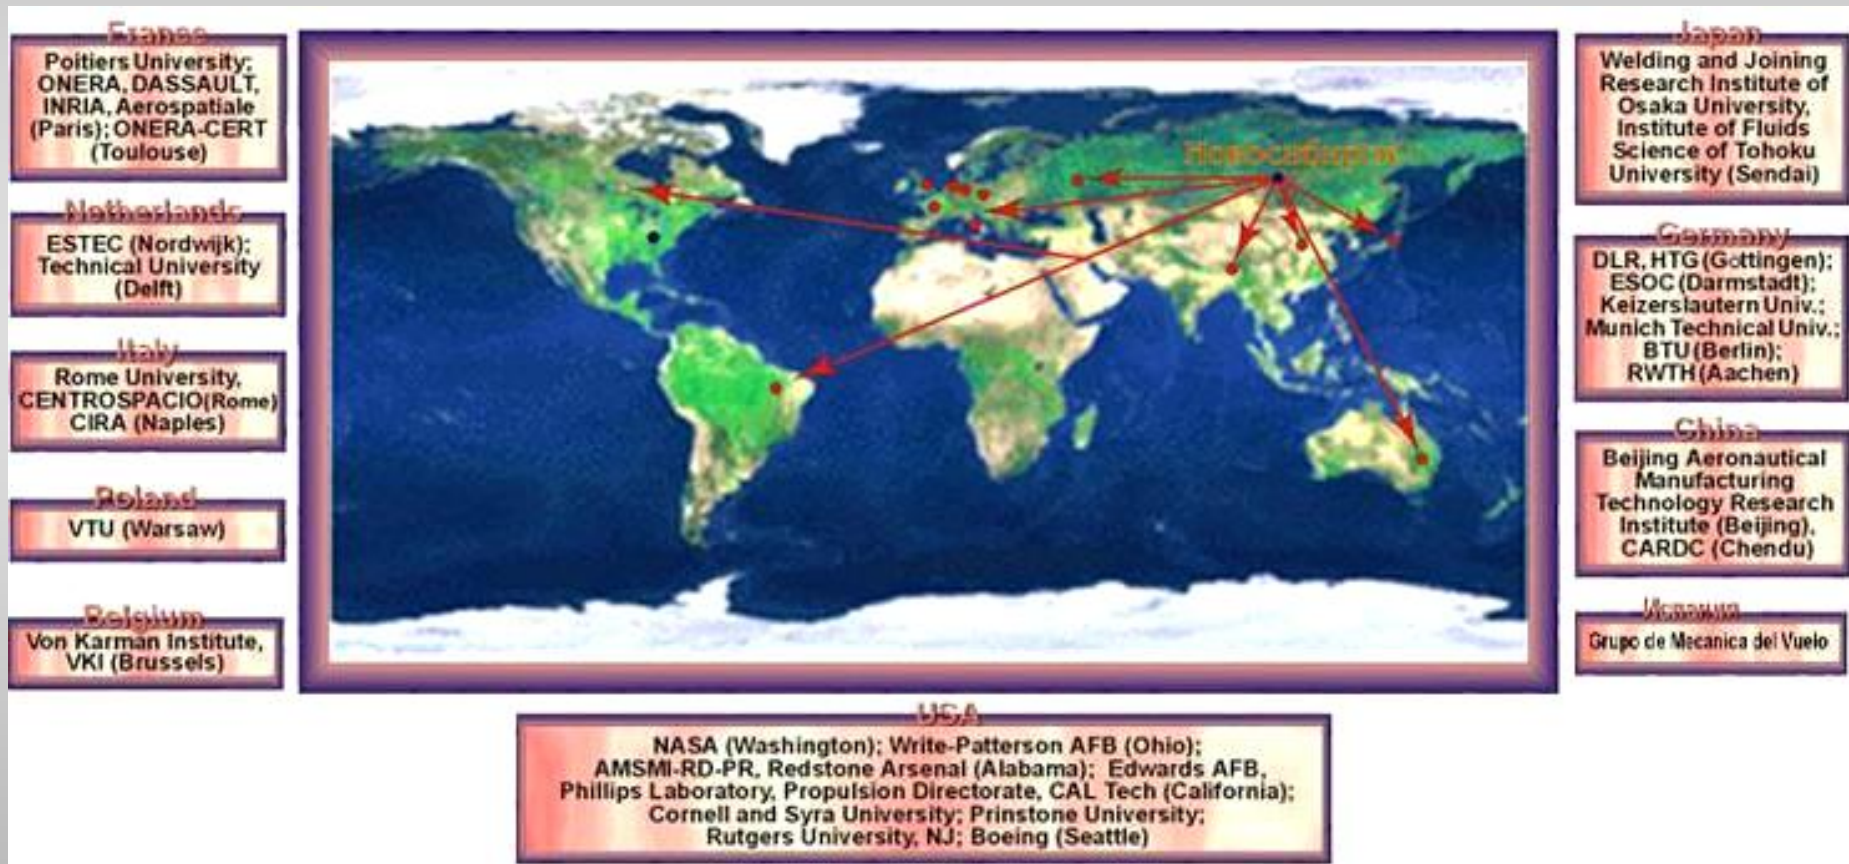 France
Poitiers University;
ONERA, DASSAULT,
INRIA, Aerospatiale
(Paris); ONERA-CERT
(Toulouse)
Netherlands
ESTEC (Nordwijk);
Technical University
(Delft)
Italy
Rome University,
CENTROSPACIO(Rome)
CIRA (Naples)
Poland
VTU (Warsaw)
Belgium
Von Karman Institute,
VKI (Brussels)
Новосибирск
Japan
Welding and Joining
Research Institute of
Osaka University,
Institute of Fluids
Science of Tohoku
University (Sendai)
Germany
DLR, HTG (Gottingen);
ESOC (Darmstadt);
Keizerslautern Univ.;
Munich Technical Univ.;
BTU (Berlin);
RWTH (Aachen)
China
Beijing Aeronautical
Manufacturing
Technology Research
Institute (Beijing),
CARDC (Chendu)
Испания
Grupo de Mecanica del Vuelo
USA
NASA (Washington); Write-Patterson AFB (Ohio);
AMSMI-RD-PR, Redstone Arsenal (Alabama); Edwards AFB,
Phillips Laboratory, Propulsion Directorate, CAL Tech (California);
Cornell and Syra University; Prinstone University;
Rutgers University, NJ; Boeing (Seattle)